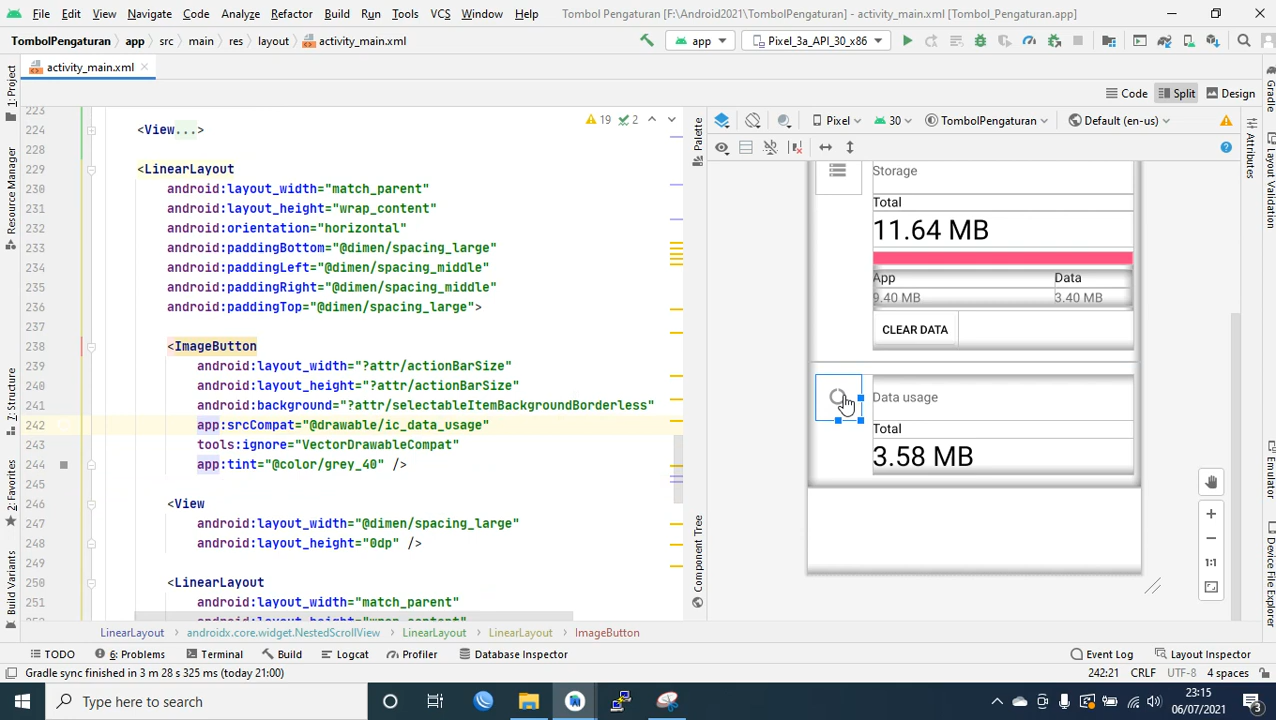 File Edit View Navigate Code Analyze Refactor Build Run Tools VCS Window Help Tombol Pengaturan [F:\Android2021\TombolPengaturan] - activity_main.xml [Tombol_Pengaturan.app]
TombolPengaturan app src main res layout activity_main.xml app Pixel_3a_API_30_x86
activity_main.xml
Code Split Design
Pixel 30 TombolPengaturan Default (en-us)
19 2
223
224 <View...>
228
229 <LinearLayout
230 android:layout_width="match_parent"
231 android:layout_height="wrap_content"
232 android:orientation="horizontal"
233 android:paddingBottom="@dimen/spacing_large"
234 android:paddingLeft="@dimen/spacing_middle"
235 android:paddingRight="@dimen/spacing_middle"
236 android:paddingTop="@dimen/spacing_large">
237
238 <ImageButton
239 android:layout_width="?attr/actionBarSize"
240 android:layout_height="?attr/actionBarSize"
241 android:background="?attr/selectableItemBackgroundBorderless"
242 app:srcCompat="@drawable/ic_data_usage"
243 tools:ignore="VectorDrawableCompat"
244 app:tint="@color/grey_40" />
245
246 <View
247 android:layout_width="@dimen/spacing_large"
248 android:layout_height="0dp" />
249
250 <LinearLayout
251 android:layout_width="match_parent"
Storage
Total
11.64 MB
App Data
9.40 MB 3.40 MB
CLEAR DATA
Data usage
Total
3.58 MB
1:1
1: Project
Resource Manager
7: Structure
2: Favorites
Build Variants
Palette
Component Tree
Attributes
Gradle
Layout Validation
Emulator
Device File Explorer
LinearLayout androidx.core.widget.NestedScrollView LinearLayout LinearLayout ImageButton
TODO 6: Problems Terminal Build Logcat Profiler Database Inspector Event Log Layout Inspector
Gradle sync finished in 3 m 28 s 325 ms (today 21:00) 242:21 CRLF UTF-8 4 spaces
Type here to search
23:15
06/07/2021
3